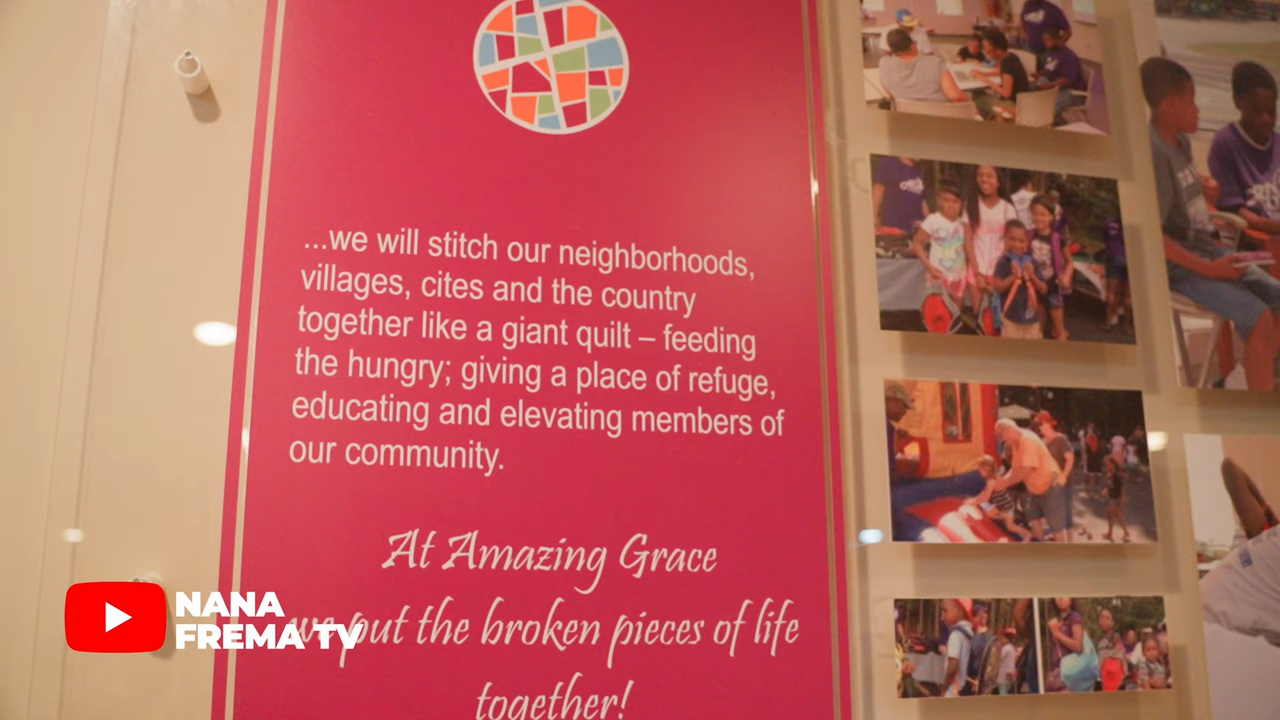 ...we will stitch our neighborhoods,
villages, cites and the country
together like a giant quilt – feeding
the hungry; giving a place of refuge,
educating and elevating members of
our community.
At Amazing Grace
we put the broken pieces of life
together!
NANA
FREMA TV